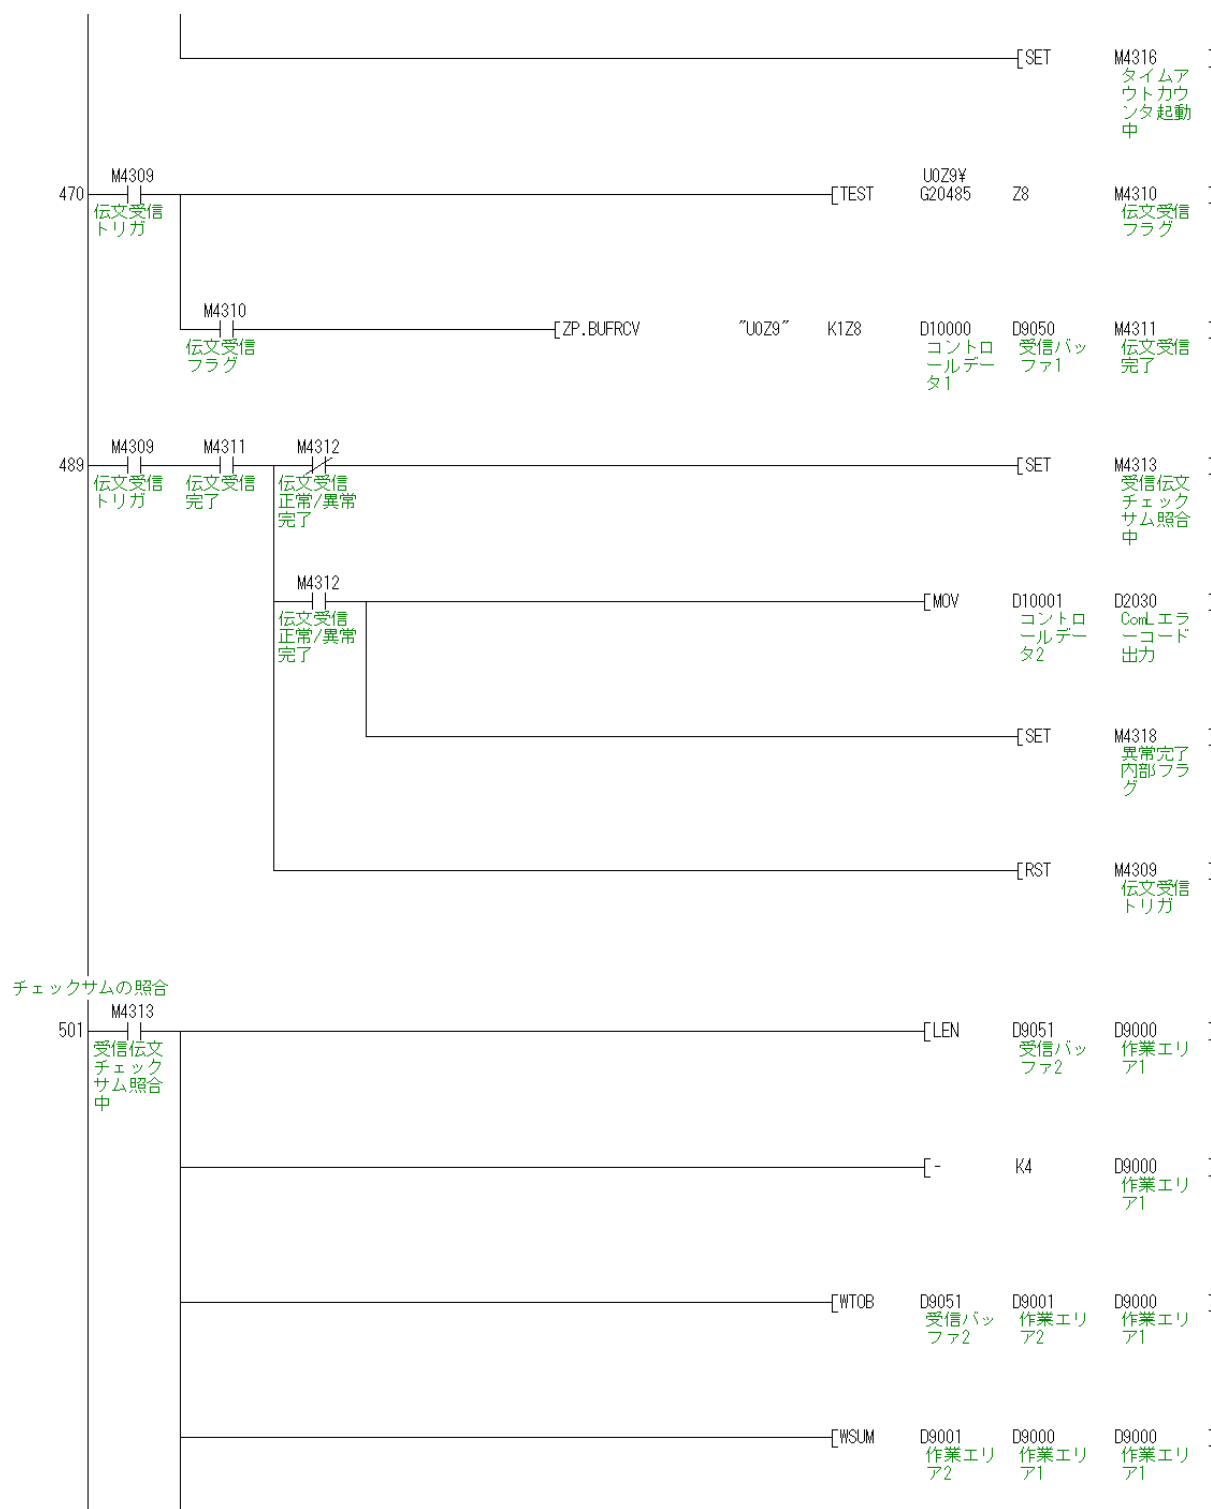 [SET M4316 ]
タイムア
ウトカウ
ンタ起動
中
M4309 U0Z9¥
470 [TEST G20485 Z8 M4310 ]
伝文受信 伝文受信
トリガ フラグ
M4310
[ZP.BUFRCV "U0Z9" K1Z8 D10000 D9050 M4311 ]
伝文受信 コントロ 受信バッ 伝文受信
フラグ ールデー ファ1 完了
タ1
M4309 M4311 M4312
489 [SET M4313 ]
伝文受信 伝文受信 伝文受信 受信伝文
トリガ 完了 正常/異常 チェック
完了 サム照合
中
M4312
[MOV D10001 D2030 ]
伝文受信 コントロ ComLエラ
正常/異常 ールデー ーコード
完了 タ2 出力
[SET M4318 ]
異常完了
内部フラ
グ
[RST M4309 ]
伝文受信
トリガ
チェックサムの照合
M4313
501 [LEN D9051 D9000 ]
受信伝文 受信バッ 作業エリ
チェック ファ2 ア1
サム照合
中
[- K4 D9000 ]
作業エリ
ア1
[WTOB D9051 D9001 D9000 ]
受信バッ 作業エリ 作業エリ
ファ2 ア2 ア1
[WSUM D9001 D9000 D9000 ]
作業エリ 作業エリ 作業エリ
ア2 ア1 ア1